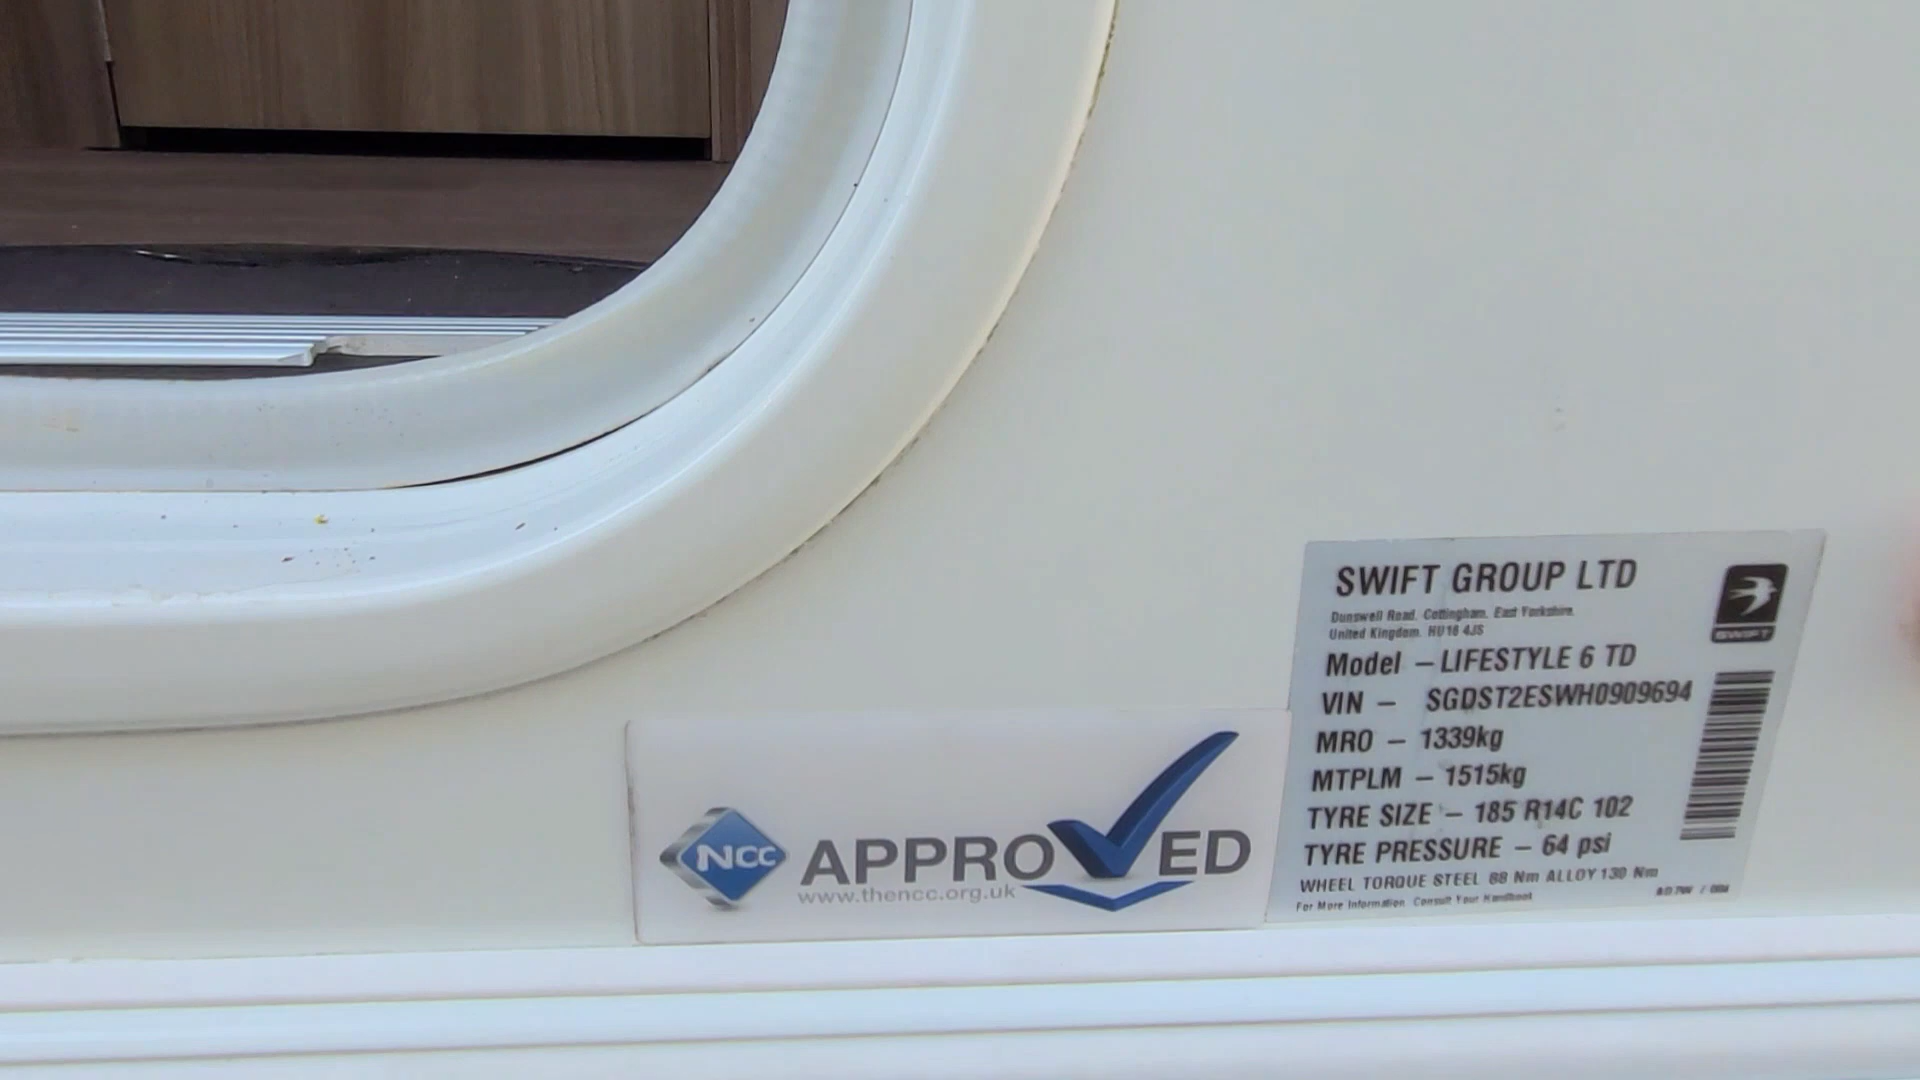 SWIFT GROUP LTD
SWIFT
Dunswell Road, Cottingham, East Yorkshire,
United Kingdom. HU16 4JS
Model – LIFESTYLE 6 TD
VIN – SGDST2ESWH0909694
MRO – 1339kg
MTPLM – 1515kg
TYRE SIZE – 185 R14C 102
TYRE PRESSURE – 64 psi
WHEEL TORQUE STEEL 88 Nm ALLOY 130 Nm
For More Information, Consult Your Handbook
NCC APPROVED
www.thencc.org.uk